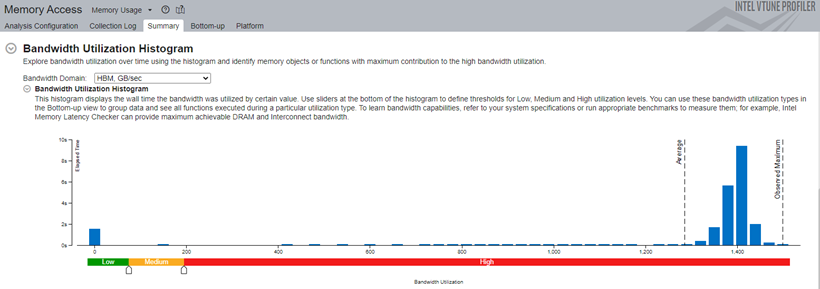 Memory Access Memory Usage INTEL VTUNE PROFILER
Analysis Configuration Collection Log Summary Bottom-up Platform
Bandwidth Utilization Histogram
Explore bandwidth utilization over time using the histogram and identify memory objects or functions with maximum contribution to the high bandwidth utilization.
Bandwidth Domain: HBM, GB/sec
Bandwidth Utilization Histogram
This histogram displays the wall time the bandwidth was utilized by certain value. Use sliders at the bottom of the histogram to define thresholds for Low, Medium and High utilization levels. You can use these bandwidth utilization types in
the Bottom-up view to group data and see all functions executed during a particular utilization type. To learn bandwidth capabilities, refer to your system specifications or run appropriate benchmarks to measure them; for example, Intel
Memory Latency Checker can provide maximum achievable DRAM and Interconnect bandwidth.
Elapsed Time
10s
8s
6s
4s
2s
0s
Average
Observed Maximum
0 200 400 600 800 1,000 1,200 1,400
Low Medium High
Bandwidth Utilization